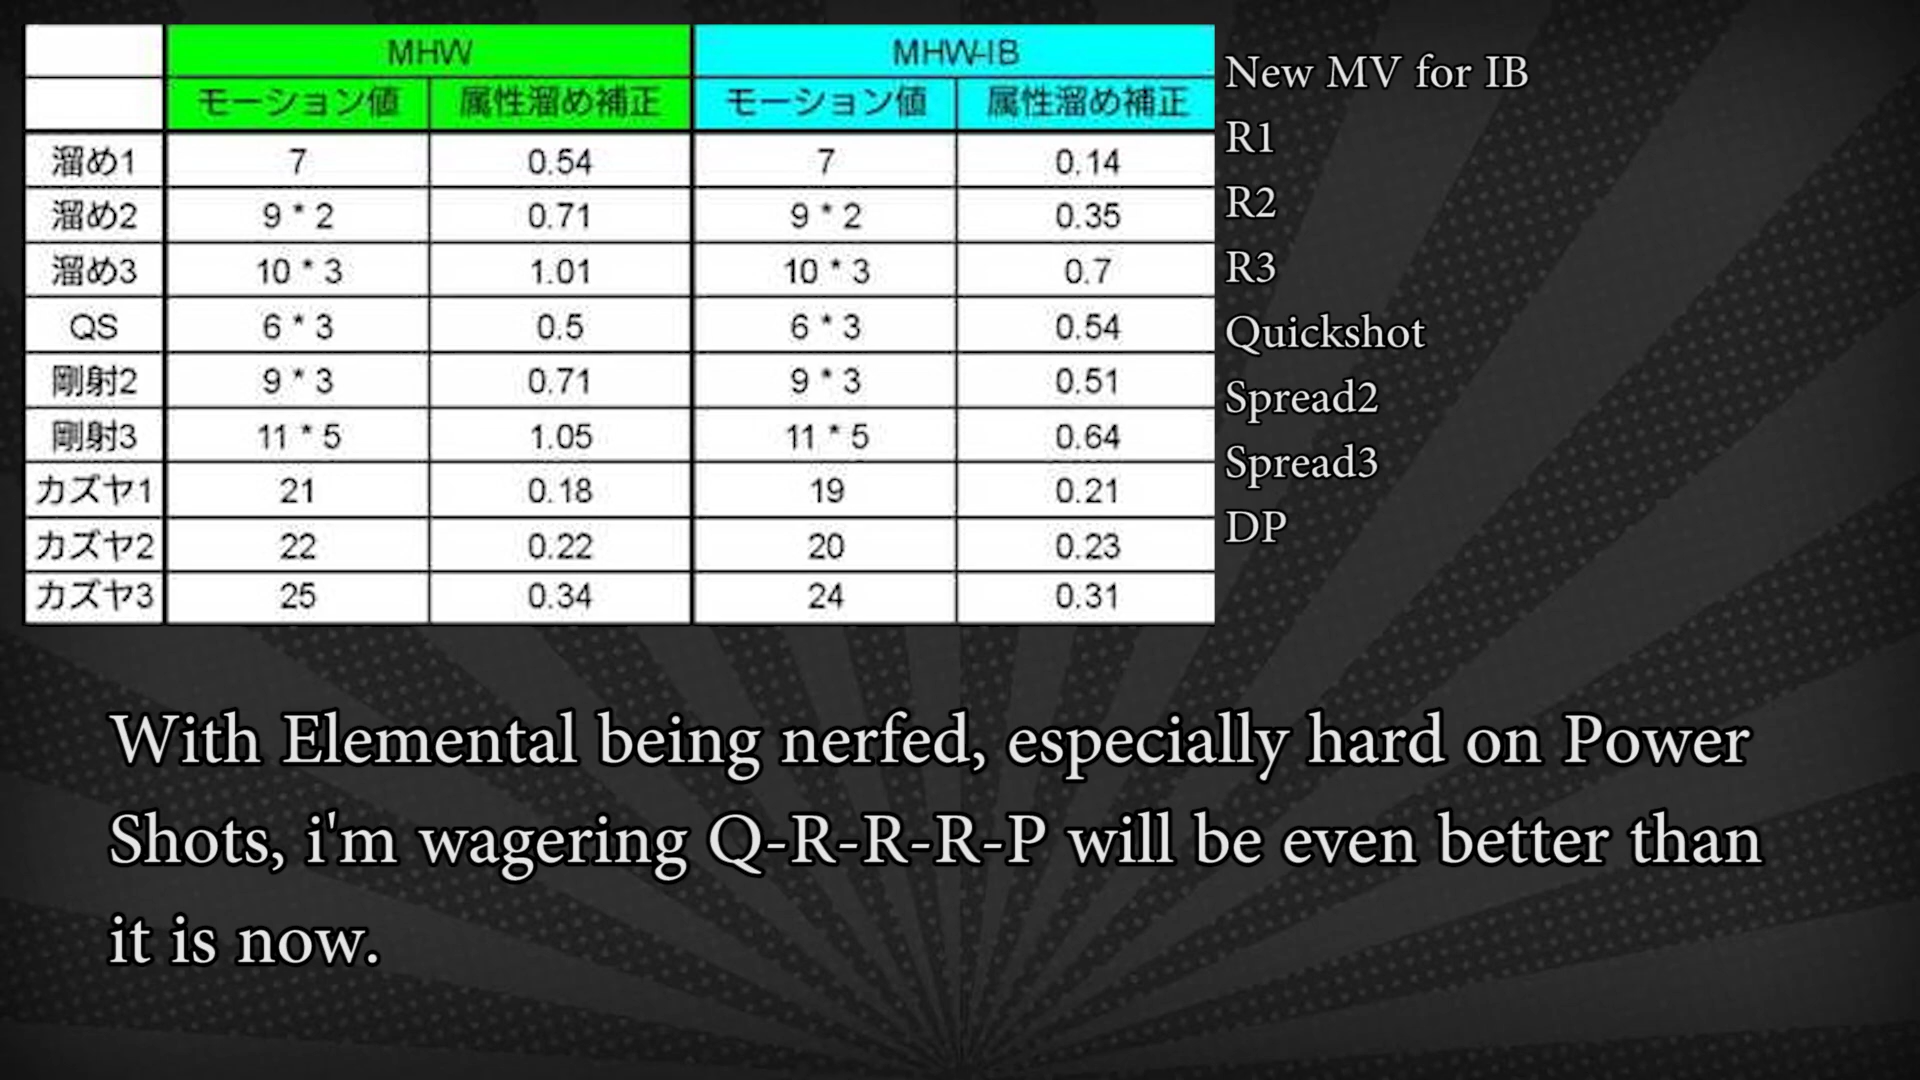 MHW MHW-IB
モーション値 属性溜め補正 モーション値 属性溜め補正
溜め1 7 0.54 7 0.14
溜め2 9 * 2 0.71 9 * 2 0.35
溜め3 10 * 3 1.01 10 * 3 0.7
QS 6 * 3 0.5 6 * 3 0.54
剛射2 9 * 3 0.71 9 * 3 0.51
剛射3 11 * 5 1.05 11 * 5 0.64
カズヤ1 21 0.18 19 0.21
カズヤ2 22 0.22 20 0.23
カズヤ3 25 0.34 24 0.31
New MV for IB
R1
R2
R3
Quickshot
Spread2
Spread3
DP
With Elemental being nerfed, especially hard on Power
Shots, i'm wagering Q-R-R-R-P will be even better than
it is now.